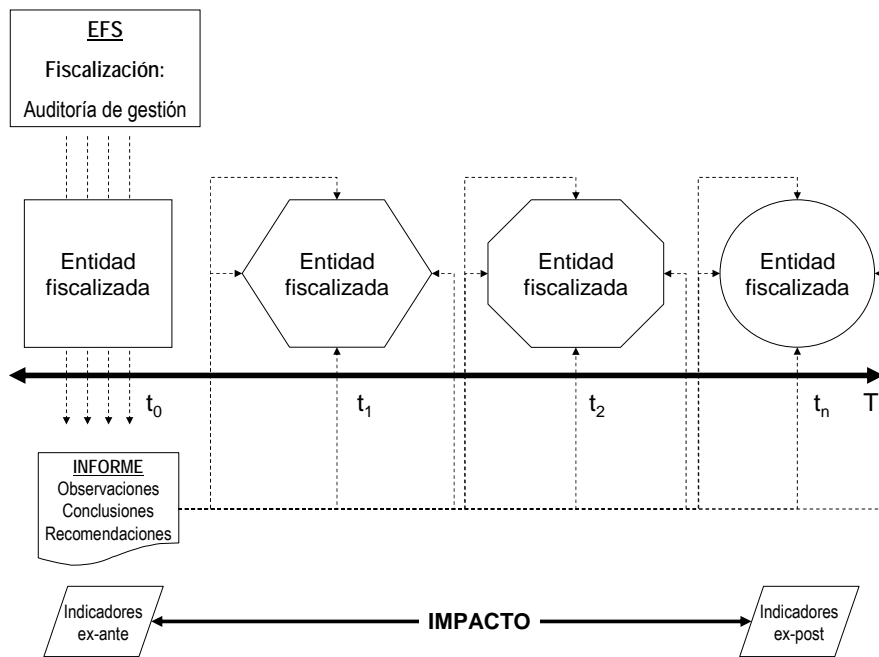 EFS
Fiscalización:
Auditoría de gestión
Entidad
fiscalizada
Entidad
fiscalizada
Entidad
fiscalizada
Entidad
fiscalizada
t₀
t₁
t₂
tₙ
T
INFORME
Observaciones
Conclusiones
Recomendaciones
Indicadores
ex-ante
IMPACTO
Indicadores
ex-post